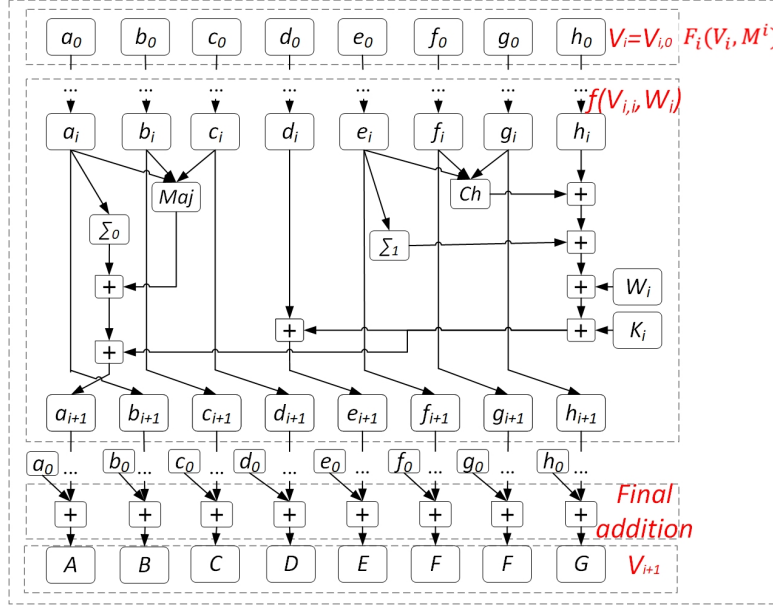 a₀ b₀ c₀ d₀ e₀ f₀ g₀ h₀ Vᵢ=Vᵢ,₀ Fᵢ(Vᵢ, Mⁱ)
... ... ... ... ... ... ... ... f(Vᵢ,ᵢ,Wᵢ)
aᵢ bᵢ cᵢ dᵢ eᵢ fᵢ gᵢ hᵢ
Maj Ch +
Σ₀ Σ₁ +
+ + Wᵢ
+ + Kᵢ
+
aᵢ₊₁ bᵢ₊₁ cᵢ₊₁ dᵢ₊₁ eᵢ₊₁ fᵢ₊₁ gᵢ₊₁ hᵢ₊₁
a₀ ... b₀ ... c₀ ... d₀ ... e₀ ... f₀ ... g₀ ... h₀ ...
Final
+ + + + + + + +
addition
A B C D E F F G Vᵢ₊₁